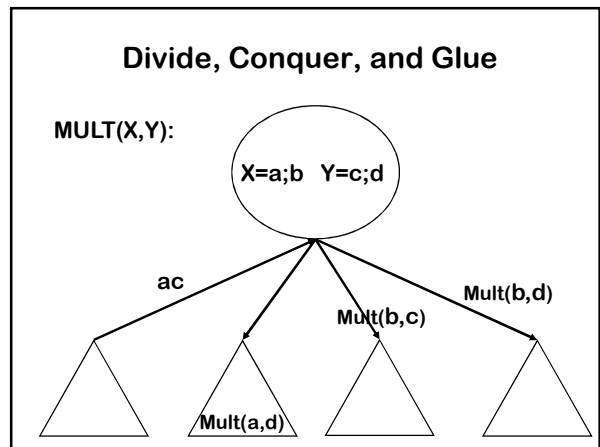 Divide, Conquer, and Glue
MULT(X,Y):
X=a;b Y=c;d
ac
Mult(b,d)
Mult(b,c)
Mult(a,d)